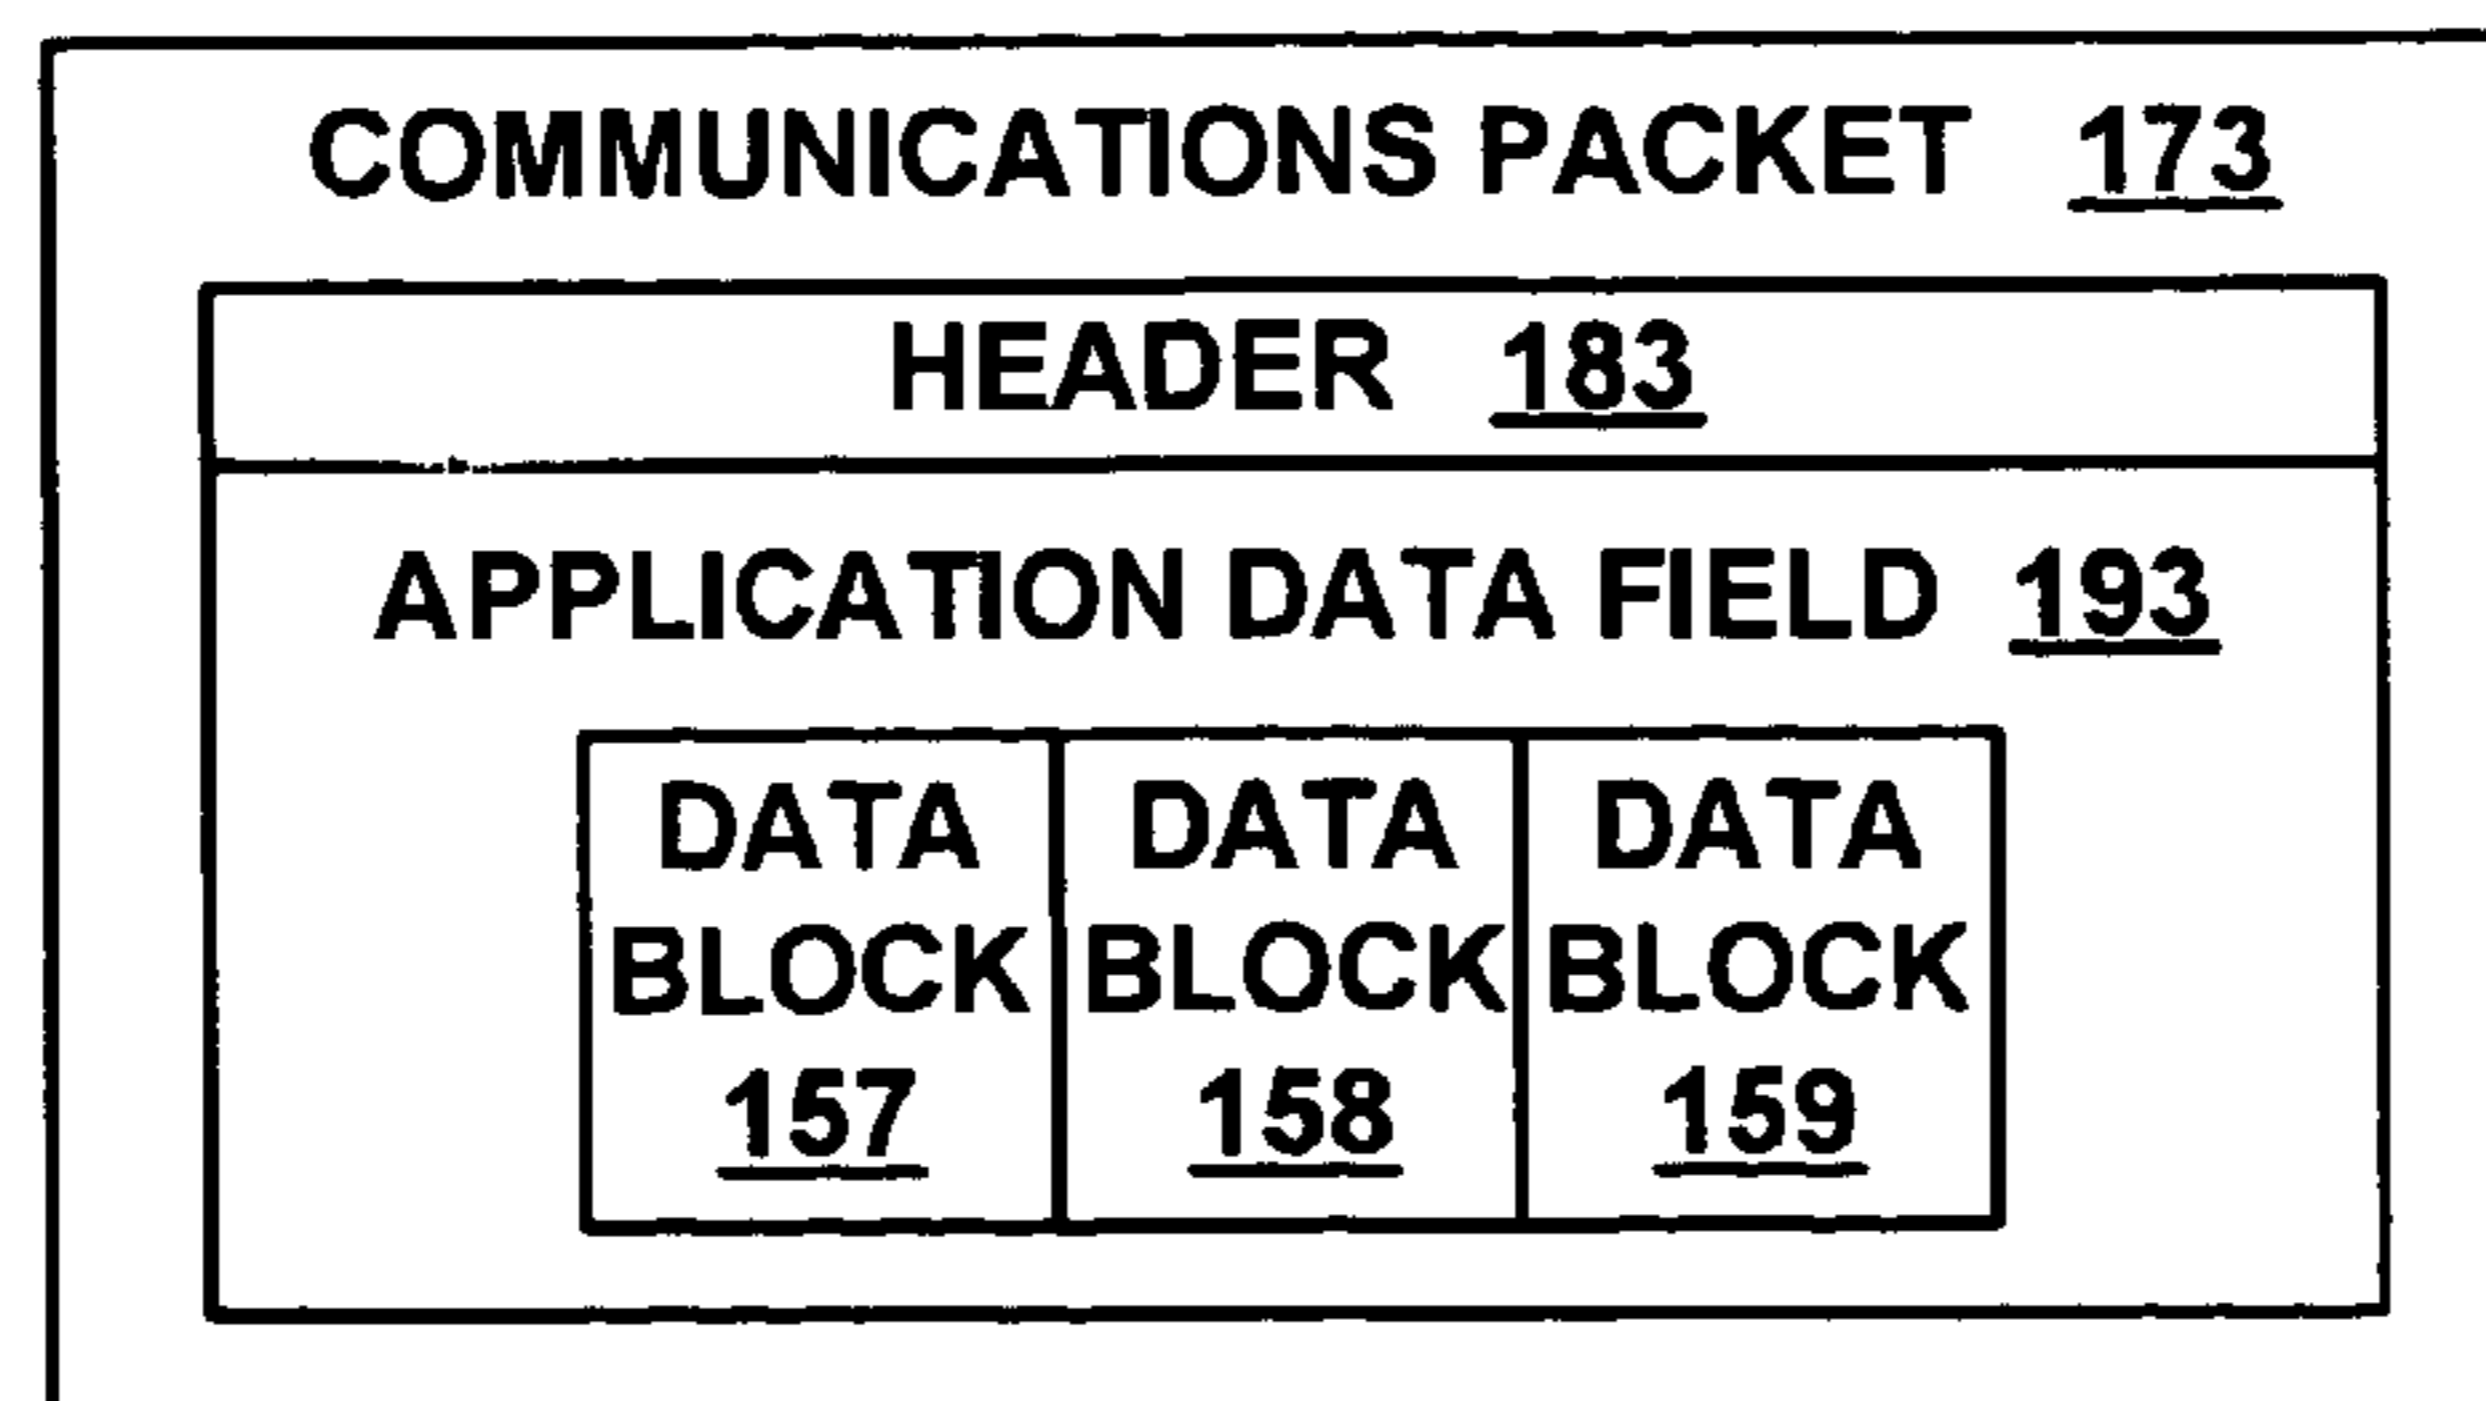 COMMUNICATIONS PACKET 173
HEADER 183
APPLICATION DATA FIELD 193
DATA BLOCK 157
DATA BLOCK 158
DATA BLOCK 159